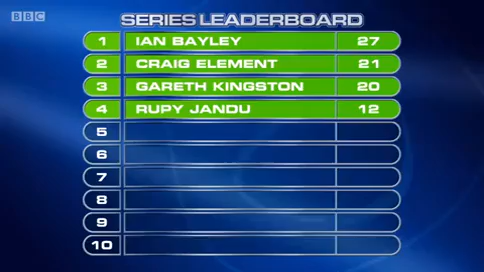 BBC
SERIES LEADERBOARD
1 IAN BAYLEY 27
2 CRAIG ELEMENT 21
3 GARETH KINGSTON 20
4 RUPY JANDU 12
5
6
7
8
9
10